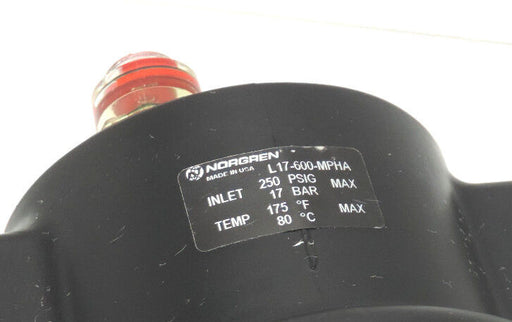 NORGREN L17-600-MPHA
MADE IN USA
INLET 250 PSIG MAX
17 BAR
TEMP 175 °F MAX
80 °C